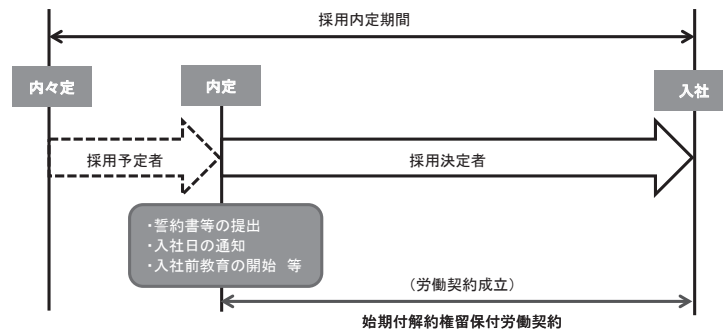 採用内定期間
内々定
内定
入社
採用予定者
採用決定者
・誓約書等の提出
・入社日の通知
・入社前教育の開始 等
(労働契約成立)
始期付解約権留保付労働契約